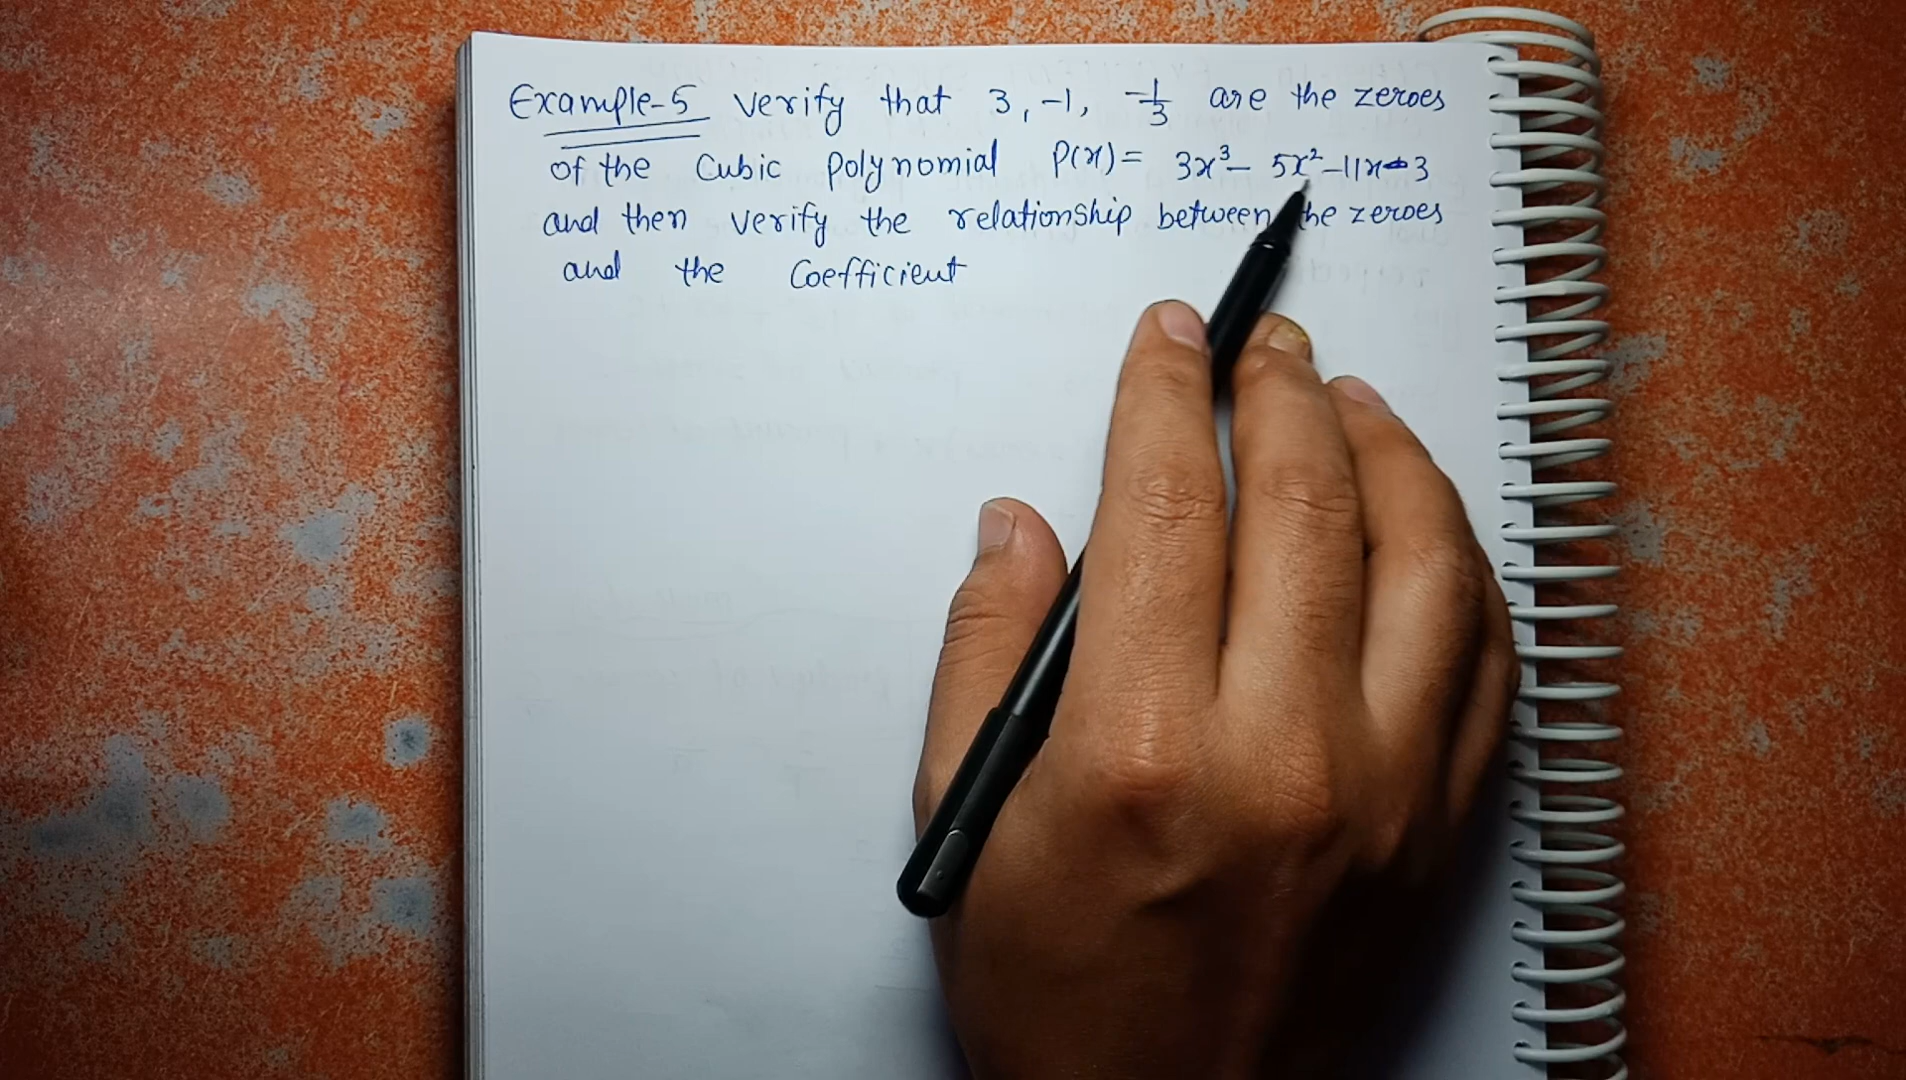 Example-5 verify that 3, -1, -1/3 are the zeroes
of the Cubic polynomial P(x)= 3x³- 5x²-11x-3
and then verify the relationship between the zeroes
and the Coefficient